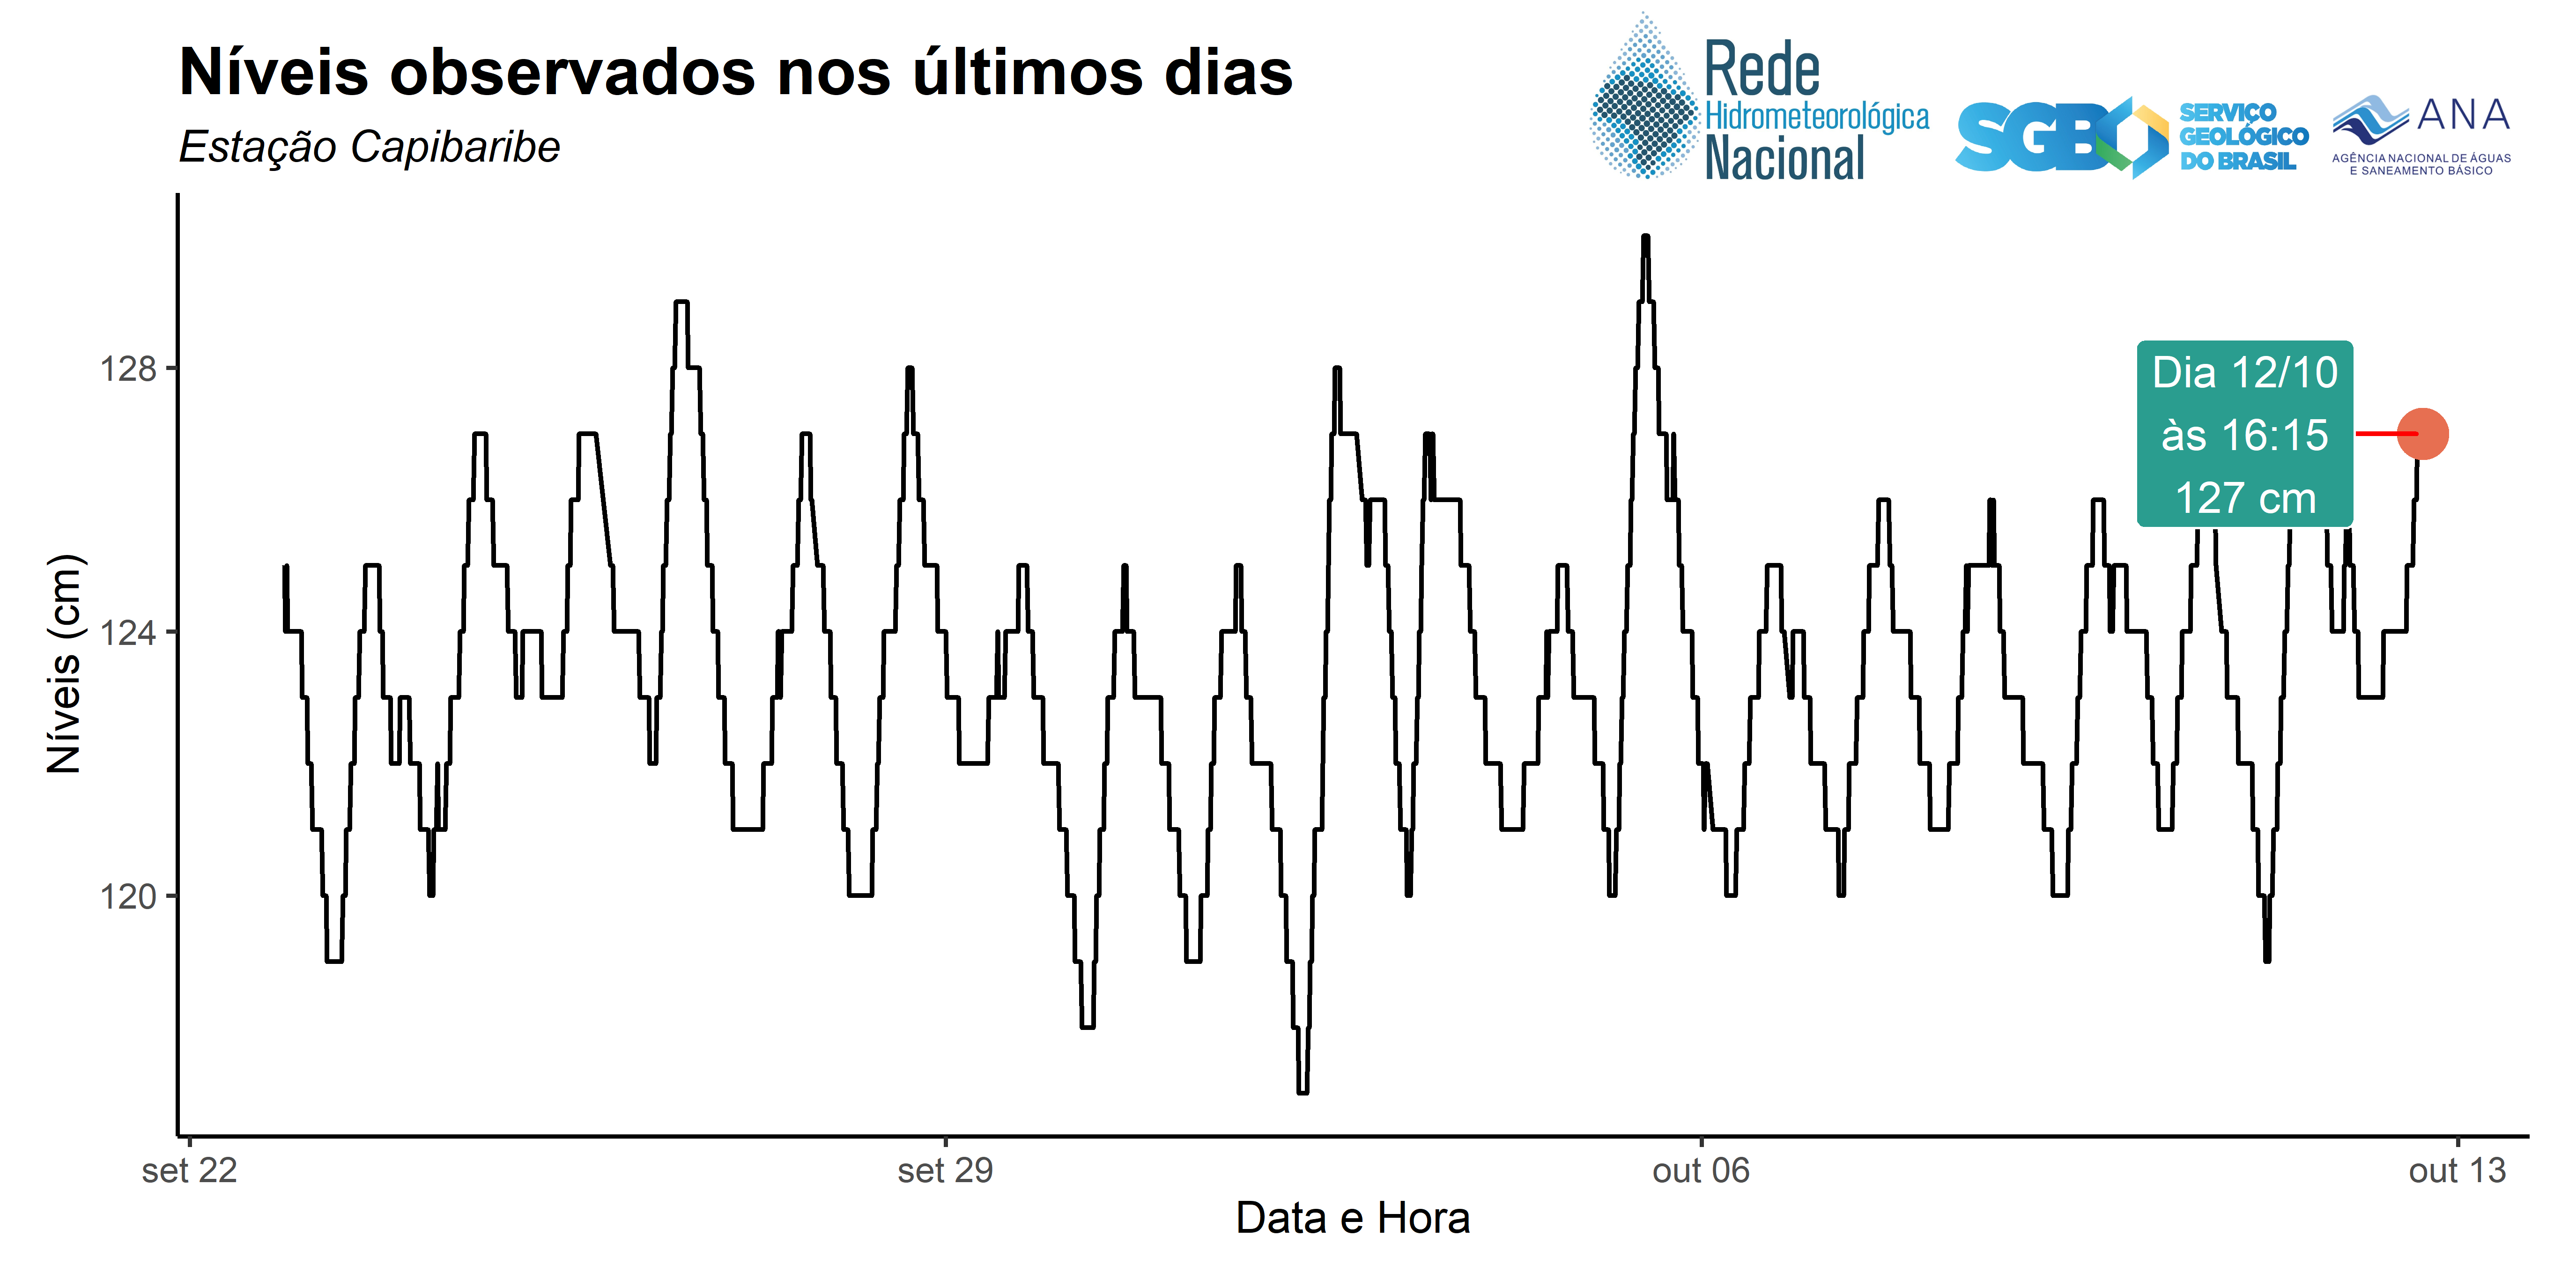 Níveis observados nos últimos dias
Estação Capibaribe
Rede
Hidrometeorológica
Nacional
SGB
SERVIÇO
GEOLÓGICO
DO BRASIL
ANA
AGÊNCIA NACIONAL DE ÁGUAS
E SANEAMENTO BÁSICO
Níveis (cm)
128
124
120
Dia 12/10
às 16:15
127 cm
set 22
set 29
out 06
out 13
Data e Hora